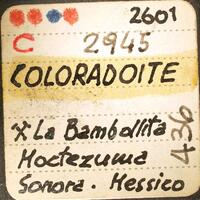 2601
C 2945
COLORADOITE
⚒ La Bambollita
Moctezuma
Sonora. Messico
436